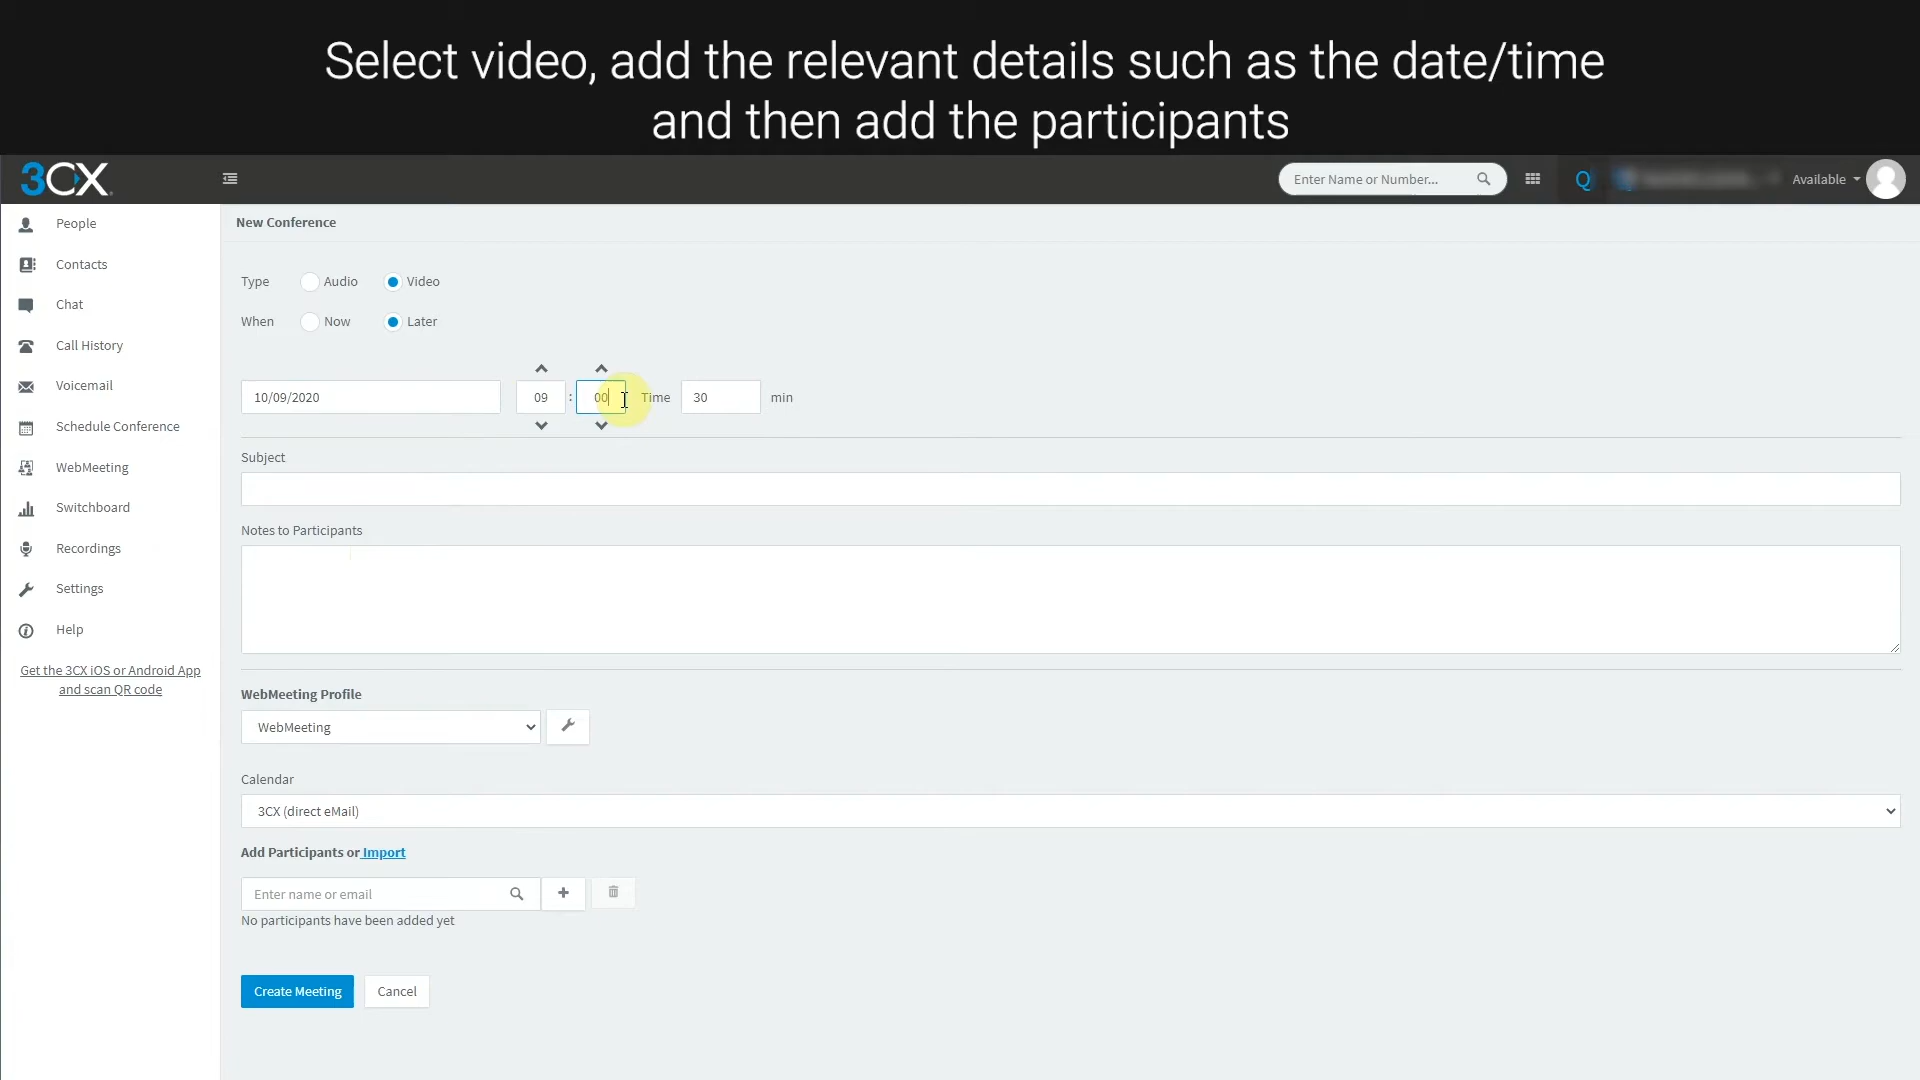 Select video, add the relevant details such as the date/time
and then add the participants
3CX
Enter Name or Number...
Available
People
Contacts
Chat
Call History
Voicemail
Schedule Conference
WebMeeting
Switchboard
Recordings
Settings
Help
Get the 3CX iOS or Android App
and scan QR code
New Conference
Type Audio Video
When Now Later
10/09/2020 09 : 00 Time 30 min
Subject
Notes to Participants
WebMeeting Profile
WebMeeting
Calendar
3CX (direct eMail)
Add Participants or Import
Enter name or email
No participants have been added yet
Create Meeting Cancel